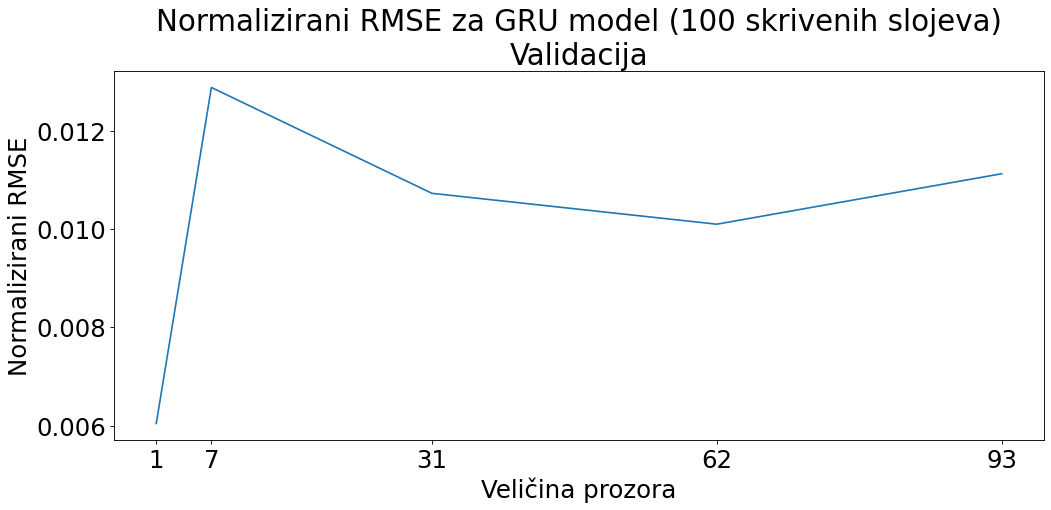 Normalizirani RMSE za GRU model (100 skrivenih slojeva)
Validacija
Normalizirani RMSE
0.012
0.010
0.008
0.006
1 7 31 62 93
Veličina prozora